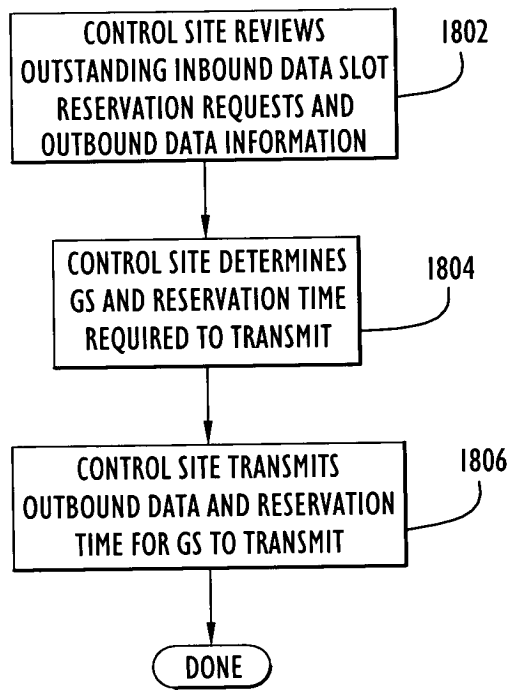 CONTROL SITE REVIEWS
OUTSTANDING INBOUND DATA SLOT
RESERVATION REQUESTS AND
OUTBOUND DATA INFORMATION
1802
CONTROL SITE DETERMINES
GS AND RESERVATION TIME
REQUIRED TO TRANSMIT
1804
CONTROL SITE TRANSMITS
OUTBOUND DATA AND RESERVATION
TIME FOR GS TO TRANSMIT
1806
DONE